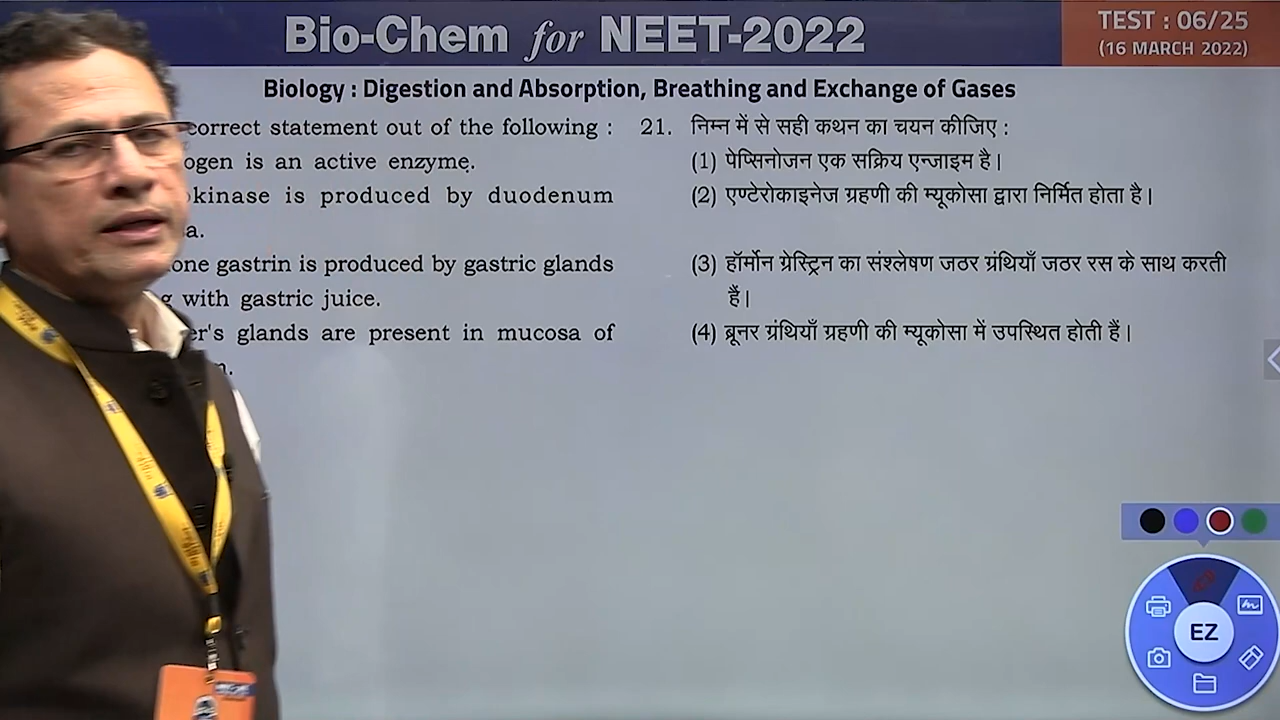 Bio-Chem for NEET-2022
TEST : 06/25
(16 MARCH 2022)
Biology : Digestion and Absorption, Breathing and Exchange of Gases
correct statement out of the following :
ogen is an active enzyme.
okinase is produced by duodenum
a.
one gastrin is produced by gastric glands
g with gastric juice.
er's glands are present in mucosa of
21. निम्न में से सही कथन का चयन कीजिए :
(1) पेप्सिनोजन एक सक्रिय एन्जाइम है।
(2) एण्टेरोकाइनेज ग्रहणी की म्यूकोसा द्वारा निर्मित होता है।
(3) हॉर्मोन ग्रेस्ट्रिन का संश्लेषण जठर ग्रंथियाँ जठर रस के साथ करती
हैं।
(4) ब्रूनर ग्रंथियाँ ग्रहणी की म्यूकोसा में उपस्थित होती हैं।
EZ